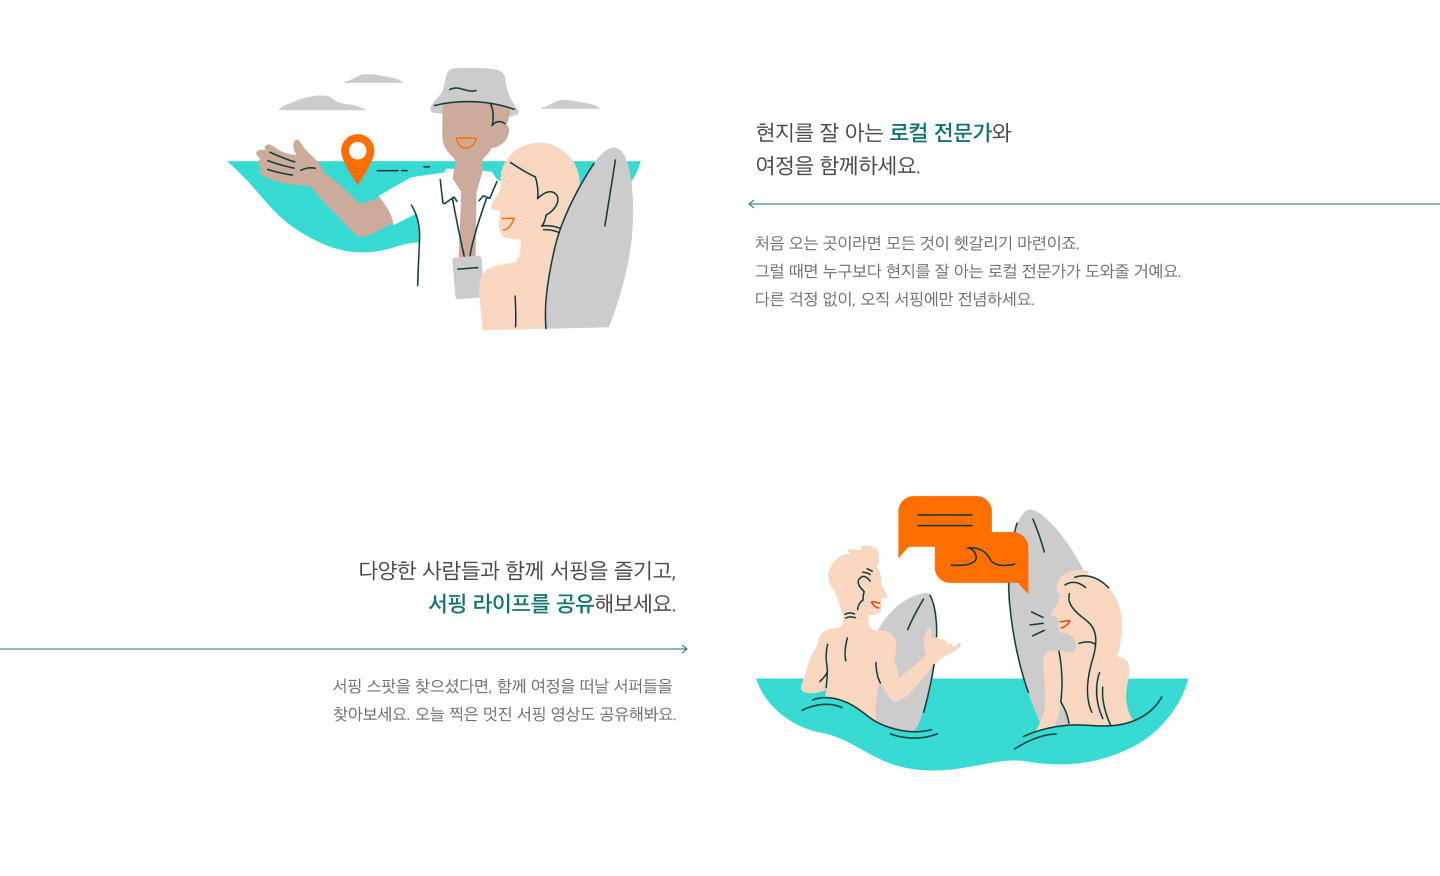 현지를 잘 아는 로컬 전문가와
여정을 함께하세요.
처음 오는 곳이라면 모든 것이 헷갈리기 마련이죠.
그럴 때면 누구보다 현지를 잘 아는 로컬 전문가가 도와줄 거예요.
다른 걱정 없이, 오직 서핑에만 전념하세요.
다양한 사람들과 함께 서핑을 즐기고,
서핑 라이프를 공유해보세요.
서핑 스팟을 찾으셨다면, 함께 여정을 떠날 서퍼들을
찾아보세요. 오늘 찍은 멋진 서핑 영상도 공유해봐요.